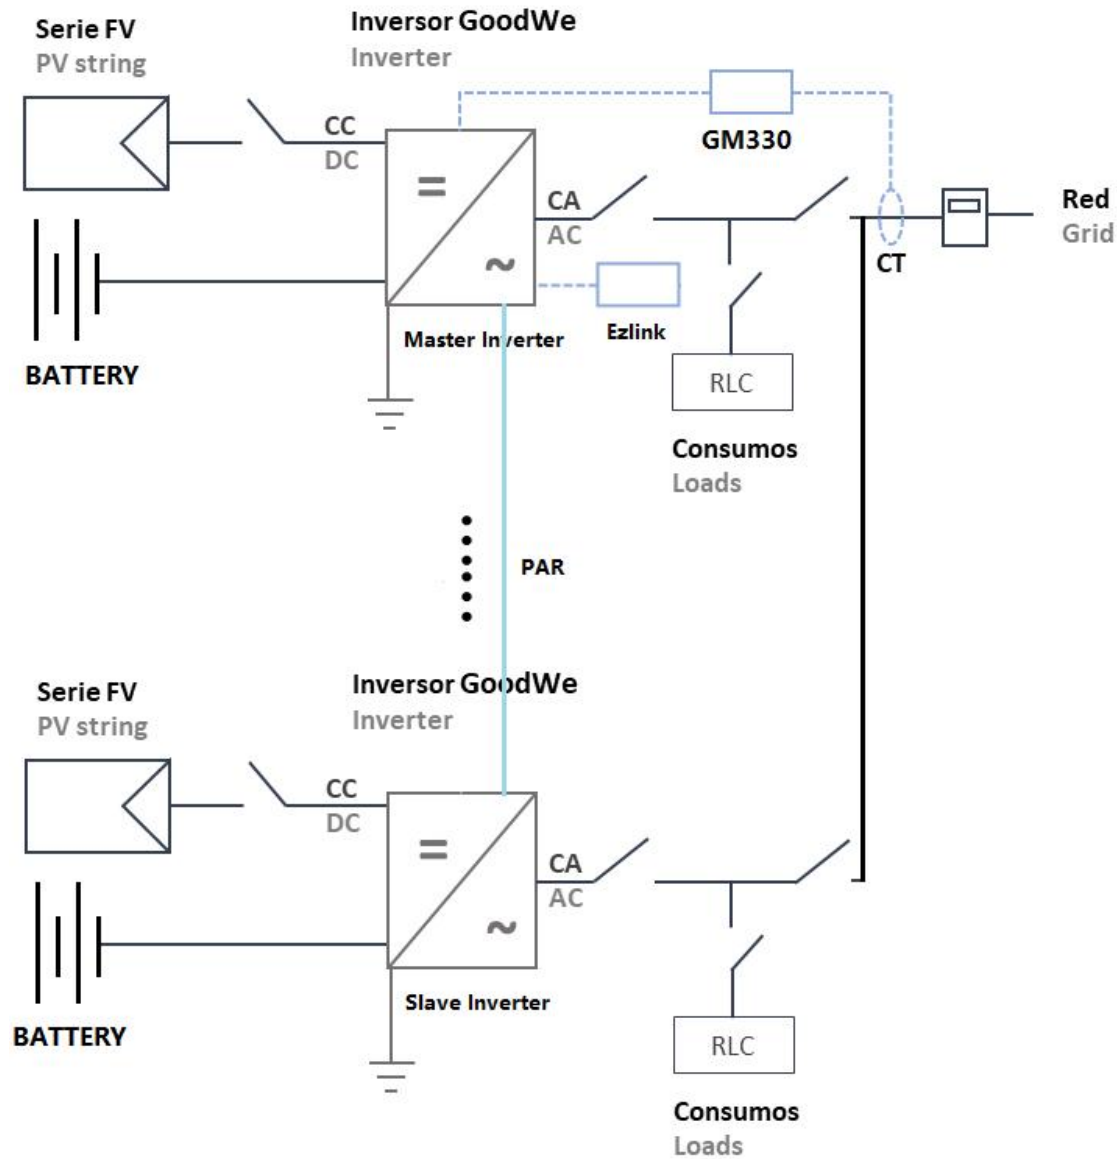 Serie FV
PV string
Inversor GoodWe
Inverter
CC
DC
GM330
CA
AC
Red
Grid
CT
=
~
Master Inverter
Ezlink
BATTERY
RLC
Consumos
Loads
PAR
Serie FV
PV string
Inversor GoodWe
Inverter
CC
DC
=
CA
AC
~
Slave Inverter
BATTERY
RLC
Consumos
Loads